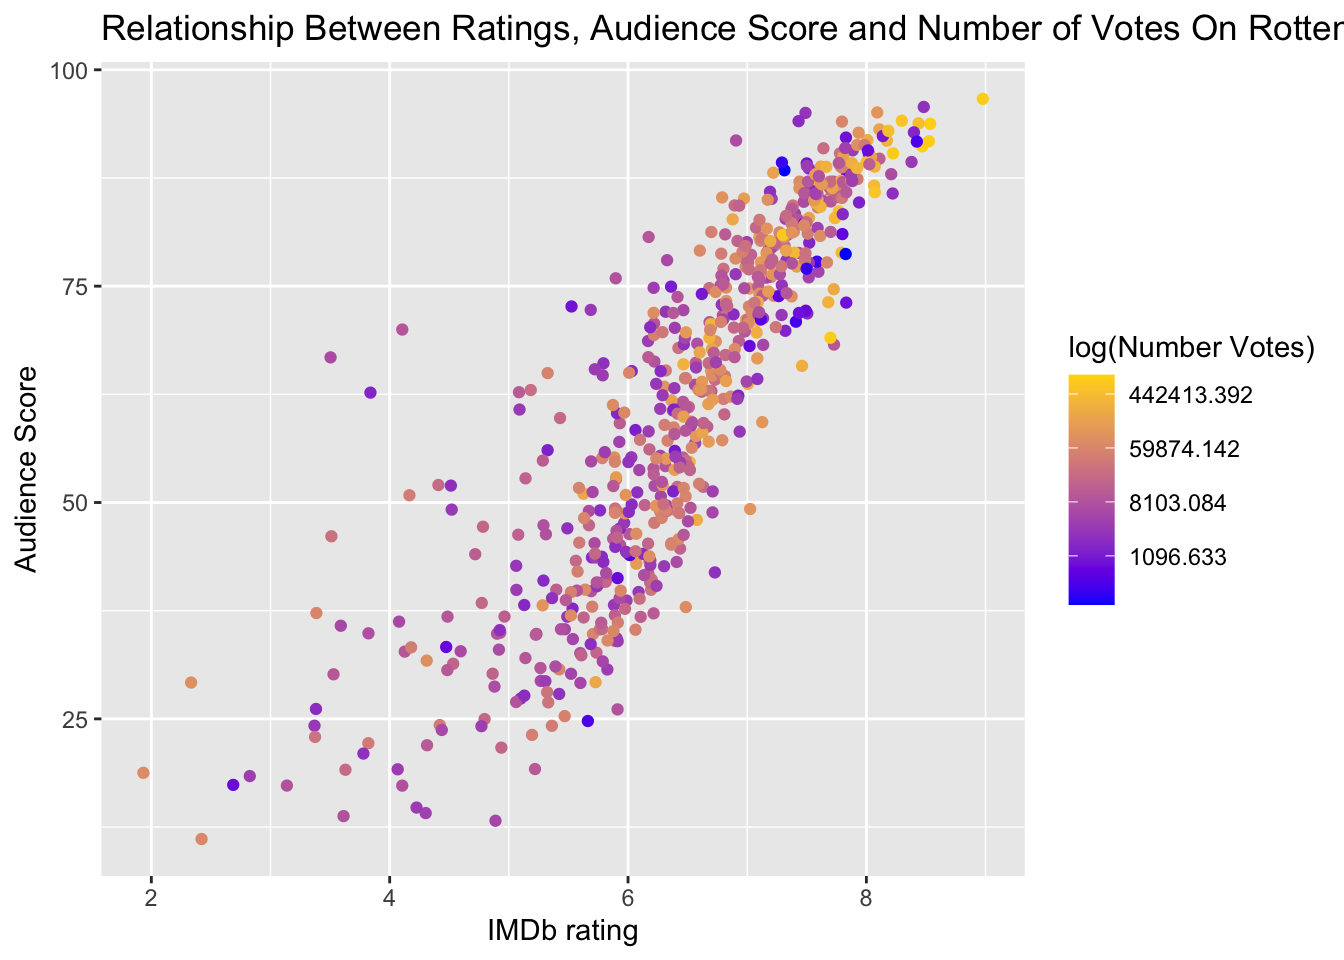 Relationship Between Ratings, Audience Score and Number of Votes On
100
75
50
25
Audience Score
2 4 6 8
IMDb rating
log(Number Votes)
442413.392
59874.142
8103.084
1096.633